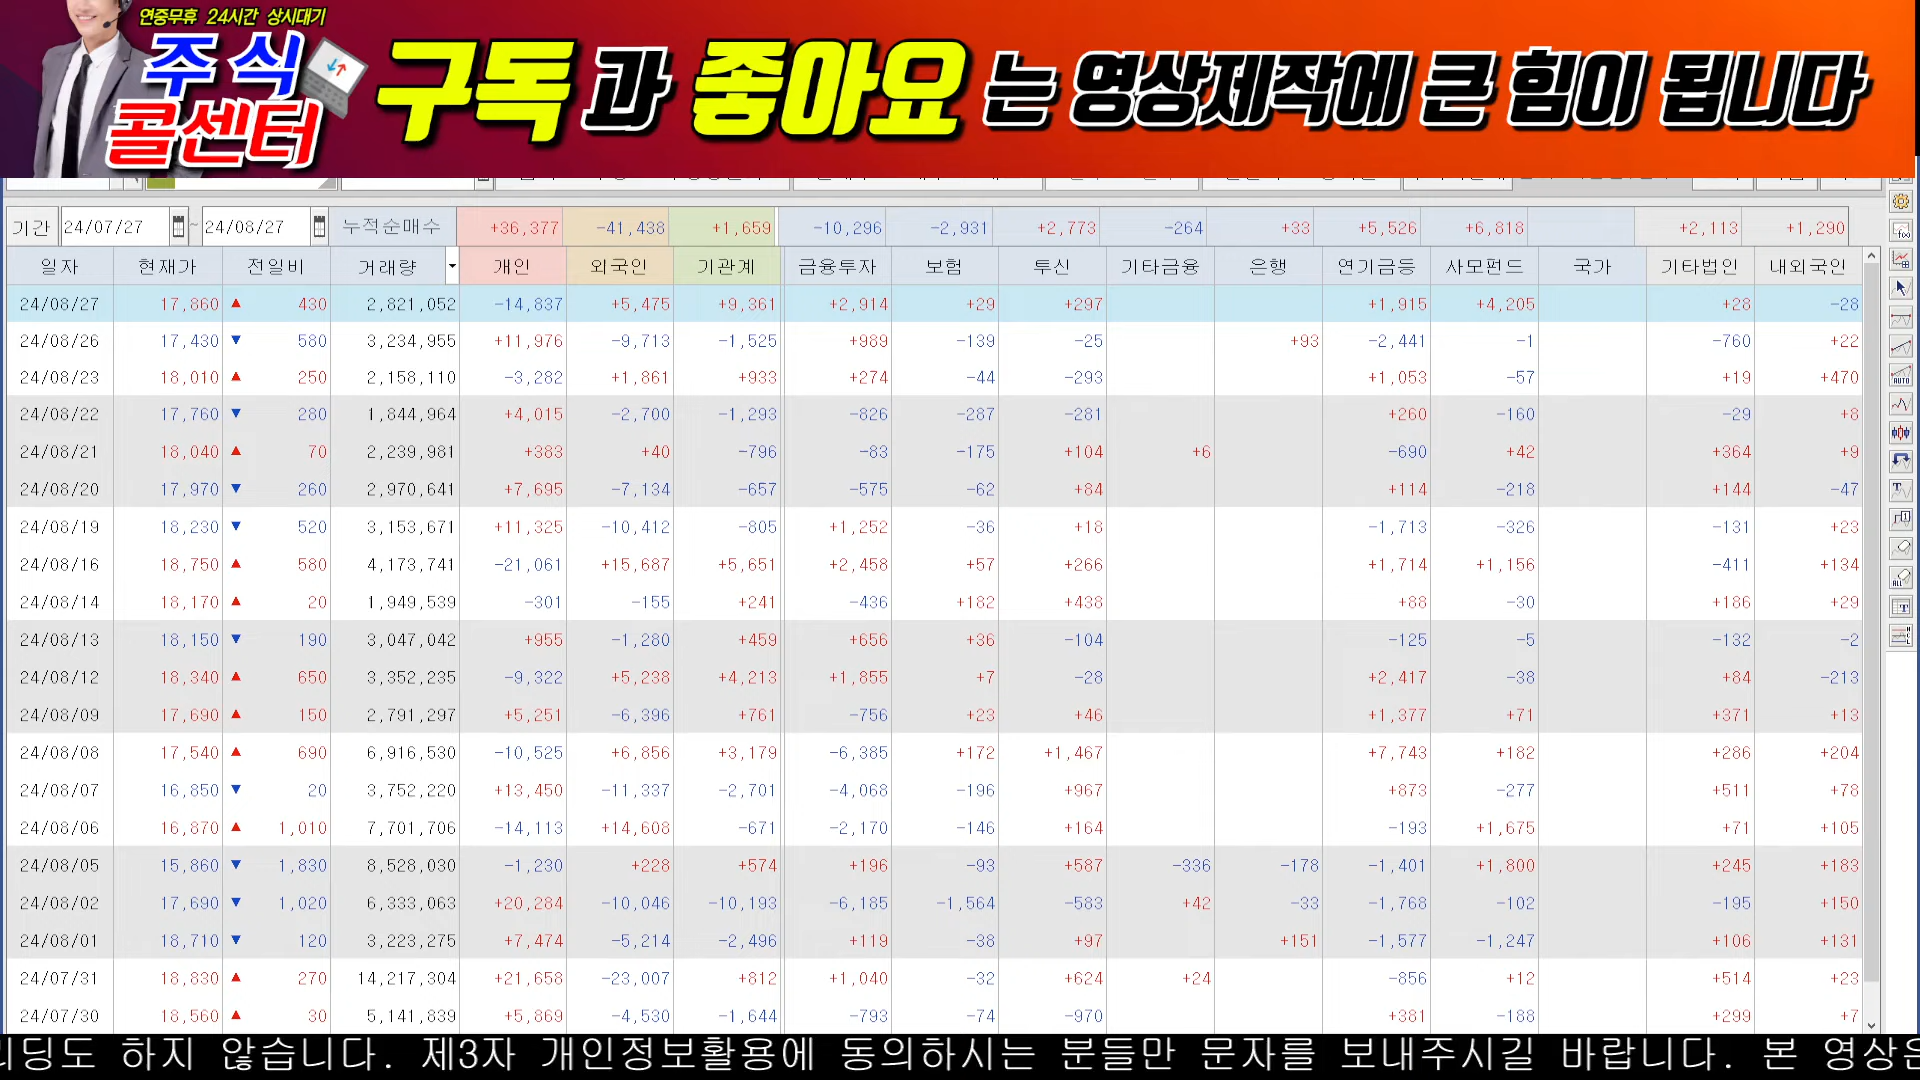 연중무휴 24시간 상시대기
주식
콜센터
구독과 좋아요는 영상제작에 큰 힘이 됩니다
기간 24/07/27 ~ 24/08/27 누적순매수 +36,377 -41,438 +1,659 -10,296 -2,931 +2,773 -264 +33 +5,526 +6,818 +2,113 +1,290
일자 현재가 전일비 거래량 개인 외국인 기관계 금융투자 보험 투신 기타금융 은행 연기금등 사모펀드 국가 기타법인 내외국인
24/08/27 17,860 ▲ 430 2,821,052 -14,837 +5,475 +9,361 +2,914 +29 +297 +1,915 +4,205 +28 -28
24/08/26 17,430 ▼ 580 3,234,955 +11,976 -9,713 -1,525 +989 -139 -25 +93 -2,441 -1 -760 +22
24/08/23 18,010 ▲ 250 2,158,110 -3,282 +1,861 +933 +274 -44 -293 +1,053 -57 +19 +470
24/08/22 17,760 ▼ 280 1,844,964 +4,015 -2,700 -1,293 -826 -287 -281 +260 -160 -29 +8
24/08/21 18,040 ▲ 70 2,239,981 +383 +40 -796 -83 -175 +104 +6 -690 +42 +364 +9
24/08/20 17,970 ▼ 260 2,970,641 +7,695 -7,134 -657 -575 -62 +84 +114 -218 +144 -47
24/08/19 18,230 ▼ 520 3,153,671 +11,325 -10,412 -805 +1,252 -36 +18 -1,713 -326 -131 +23
24/08/16 18,750 ▲ 580 4,173,741 -21,061 +15,687 +5,651 +2,458 +57 +266 +1,714 +1,156 -411 +134
24/08/14 18,170 ▲ 20 1,949,539 -301 -155 +241 -436 +182 +438 +88 -30 +186 +29
24/08/13 18,150 ▼ 190 3,047,042 +955 -1,280 +459 +656 +36 -104 -125 -5 -132 -2
24/08/12 18,340 ▲ 650 3,352,235 -9,322 +5,238 +4,213 +1,855 +7 -28 +2,417 -38 +84 -213
24/08/09 17,690 ▲ 150 2,791,297 +5,251 -6,396 +761 -756 +23 +46 +1,377 +71 +371 +13
24/08/08 17,540 ▲ 690 6,916,530 -10,525 +6,856 +3,179 -6,385 +172 +1,467 +7,743 +182 +286 +204
24/08/07 16,850 ▼ 20 3,752,220 +13,450 -11,337 -2,701 -4,068 -196 +967 +873 -277 +511 +78
24/08/06 16,870 ▲ 1,010 7,701,706 -14,113 +14,608 -671 -2,170 -146 +164 -193 +1,675 +71 +105
24/08/05 15,860 ▼ 1,830 8,528,030 -1,230 +228 +574 +196 -93 +587 -336 -178 -1,401 +1,800 +245 +183
24/08/02 17,690 ▼ 1,020 6,333,063 +20,284 -10,046 -10,193 -6,185 -1,564 -583 +42 -33 -1,768 -102 -195 +150
24/08/01 18,710 ▼ 120 3,223,275 +7,474 -5,214 -2,496 +119 -38 +97 +151 -1,577 -1,247 +106 +131
24/07/31 18,830 ▲ 270 14,217,304 +21,658 -23,007 +812 +1,040 -32 +624 +24 -856 +12 +514 +23
24/07/30 18,560 ▲ 30 5,141,839 +5,869 -4,530 -1,644 -793 -74 -970 +381 -188 +299 +7
리딩도 하지 않습니다. 제3자 개인정보활용에 동의하시는 분들만 문자를 보내주시길 바랍니다. 본 영상은